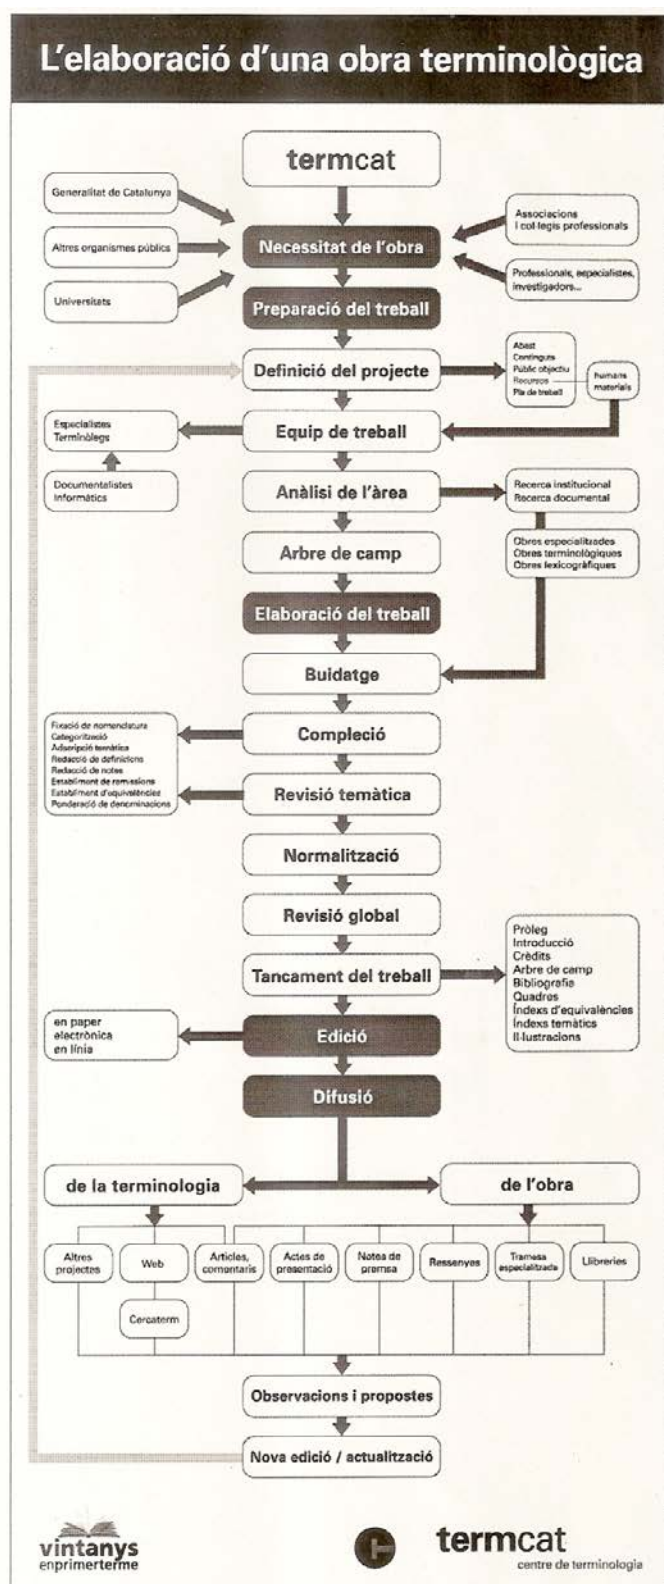 L'elaboració d'una obra terminològica
termcat
Generalitat de Catalunya
Altres organismes públics
Universitats
Associacions
i col·legis professionals
Professionals, especialistes,
investigadors...
Necessitat de l'obra
Preparació del treball
Definició del projecte
Abast
Continguts
Públic objectiu
Recursos
Pla de treball
humans
materials
Equip de treball
Especialistes
Terminòlegs
Documentalistes
Informàtics
Anàlisi de l'àrea
Recerca institucional
Recerca documental
Obres especialitzades
Obres terminològiques
Obres lexicogràfiques
Arbre de camp
Elaboració del treball
Buidatge
Compleció
Fixació de nomenclatura
Categorització
Adscripció temàtica
Redacció de definicions
Redacció de notes
Establiment de remissions
Establiment d'equivalències
Ponderació de denominacions
Revisió temàtica
Normalització
Revisió global
Tancament del treball
Pròleg
Introducció
Crèdits
Arbre de camp
Bibliografia
Quadres
Índexs d'equivalències
Índexs temàtics
Il·lustracions
en paper
electrònica
en línia
Edició
Difusió
de la terminologia
de l'obra
Altres
projectes
Web
Articles,
comentaris
Actes de
presentació
Notes de
premsa
Ressenyes
Tramesa
especialitzada
Llibreries
Cercaterm
Observacions i propostes
Nova edició / actualització
vintanys
enprimerterme
termcat
centre de terminologia